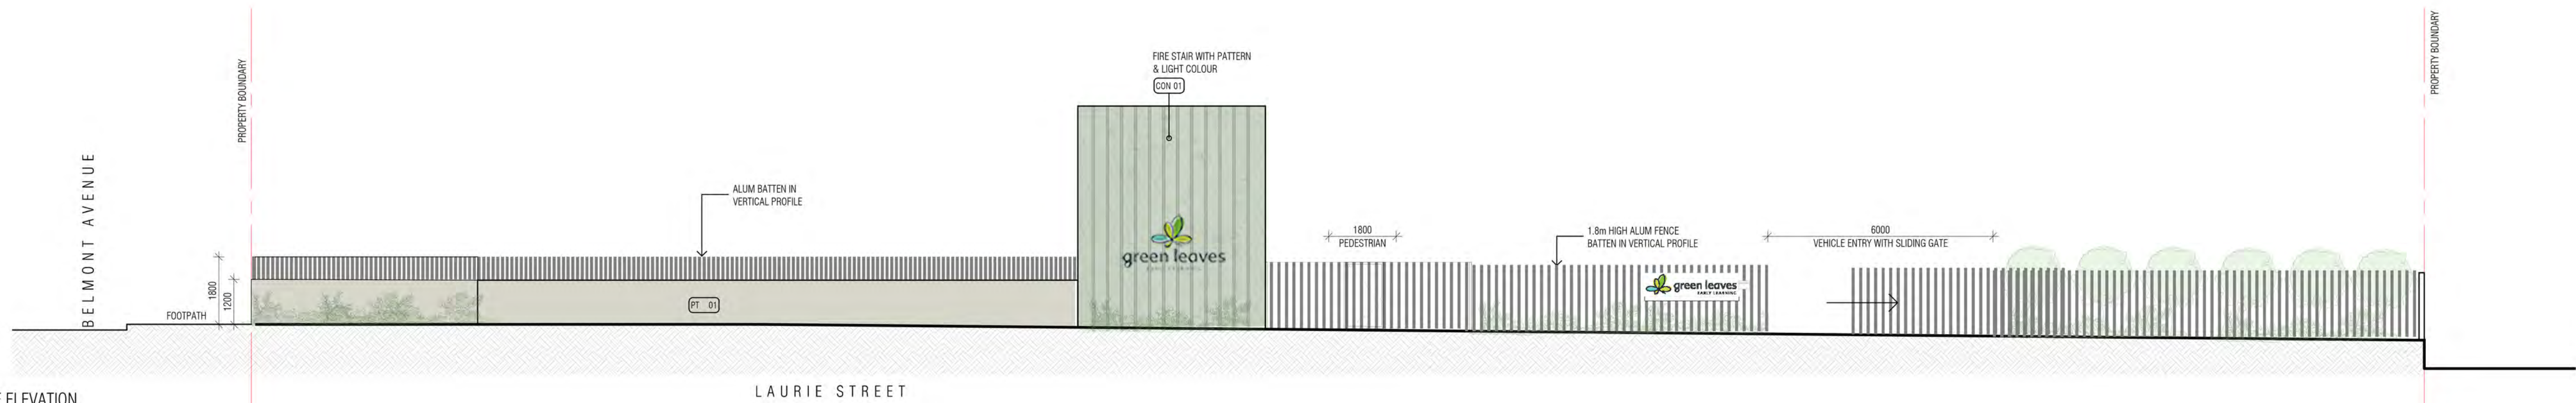 BELMONT AVENUE
FOOTPATH
PROPERTY BOUNDARY
1800
1200
ALUM BATTEN IN
VERTICAL PROFILE
PT 01
FIRE STAIR WITH PATTERN
& LIGHT COLOUR
CON 01
green leaves
EARLY LEARNING
1800
PEDESTRIAN
1.8m HIGH ALUM FENCE
BATTEN IN VERTICAL PROFILE
green leaves
EARLY LEARNING
6000
VEHICLE ENTRY WITH SLIDING GATE
PROPERTY BOUNDARY
LAURIE STREET
ELEVATION